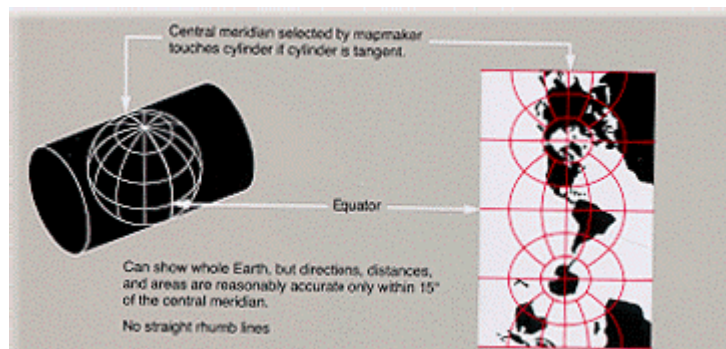 Central meridian selected by mapmaker
touches cylinder if cylinder is tangent.
Equator
Can show whole Earth, but directions, distances,
and areas are reasonably accurate only within 15°
of the central meridian.
No straight rhumb lines